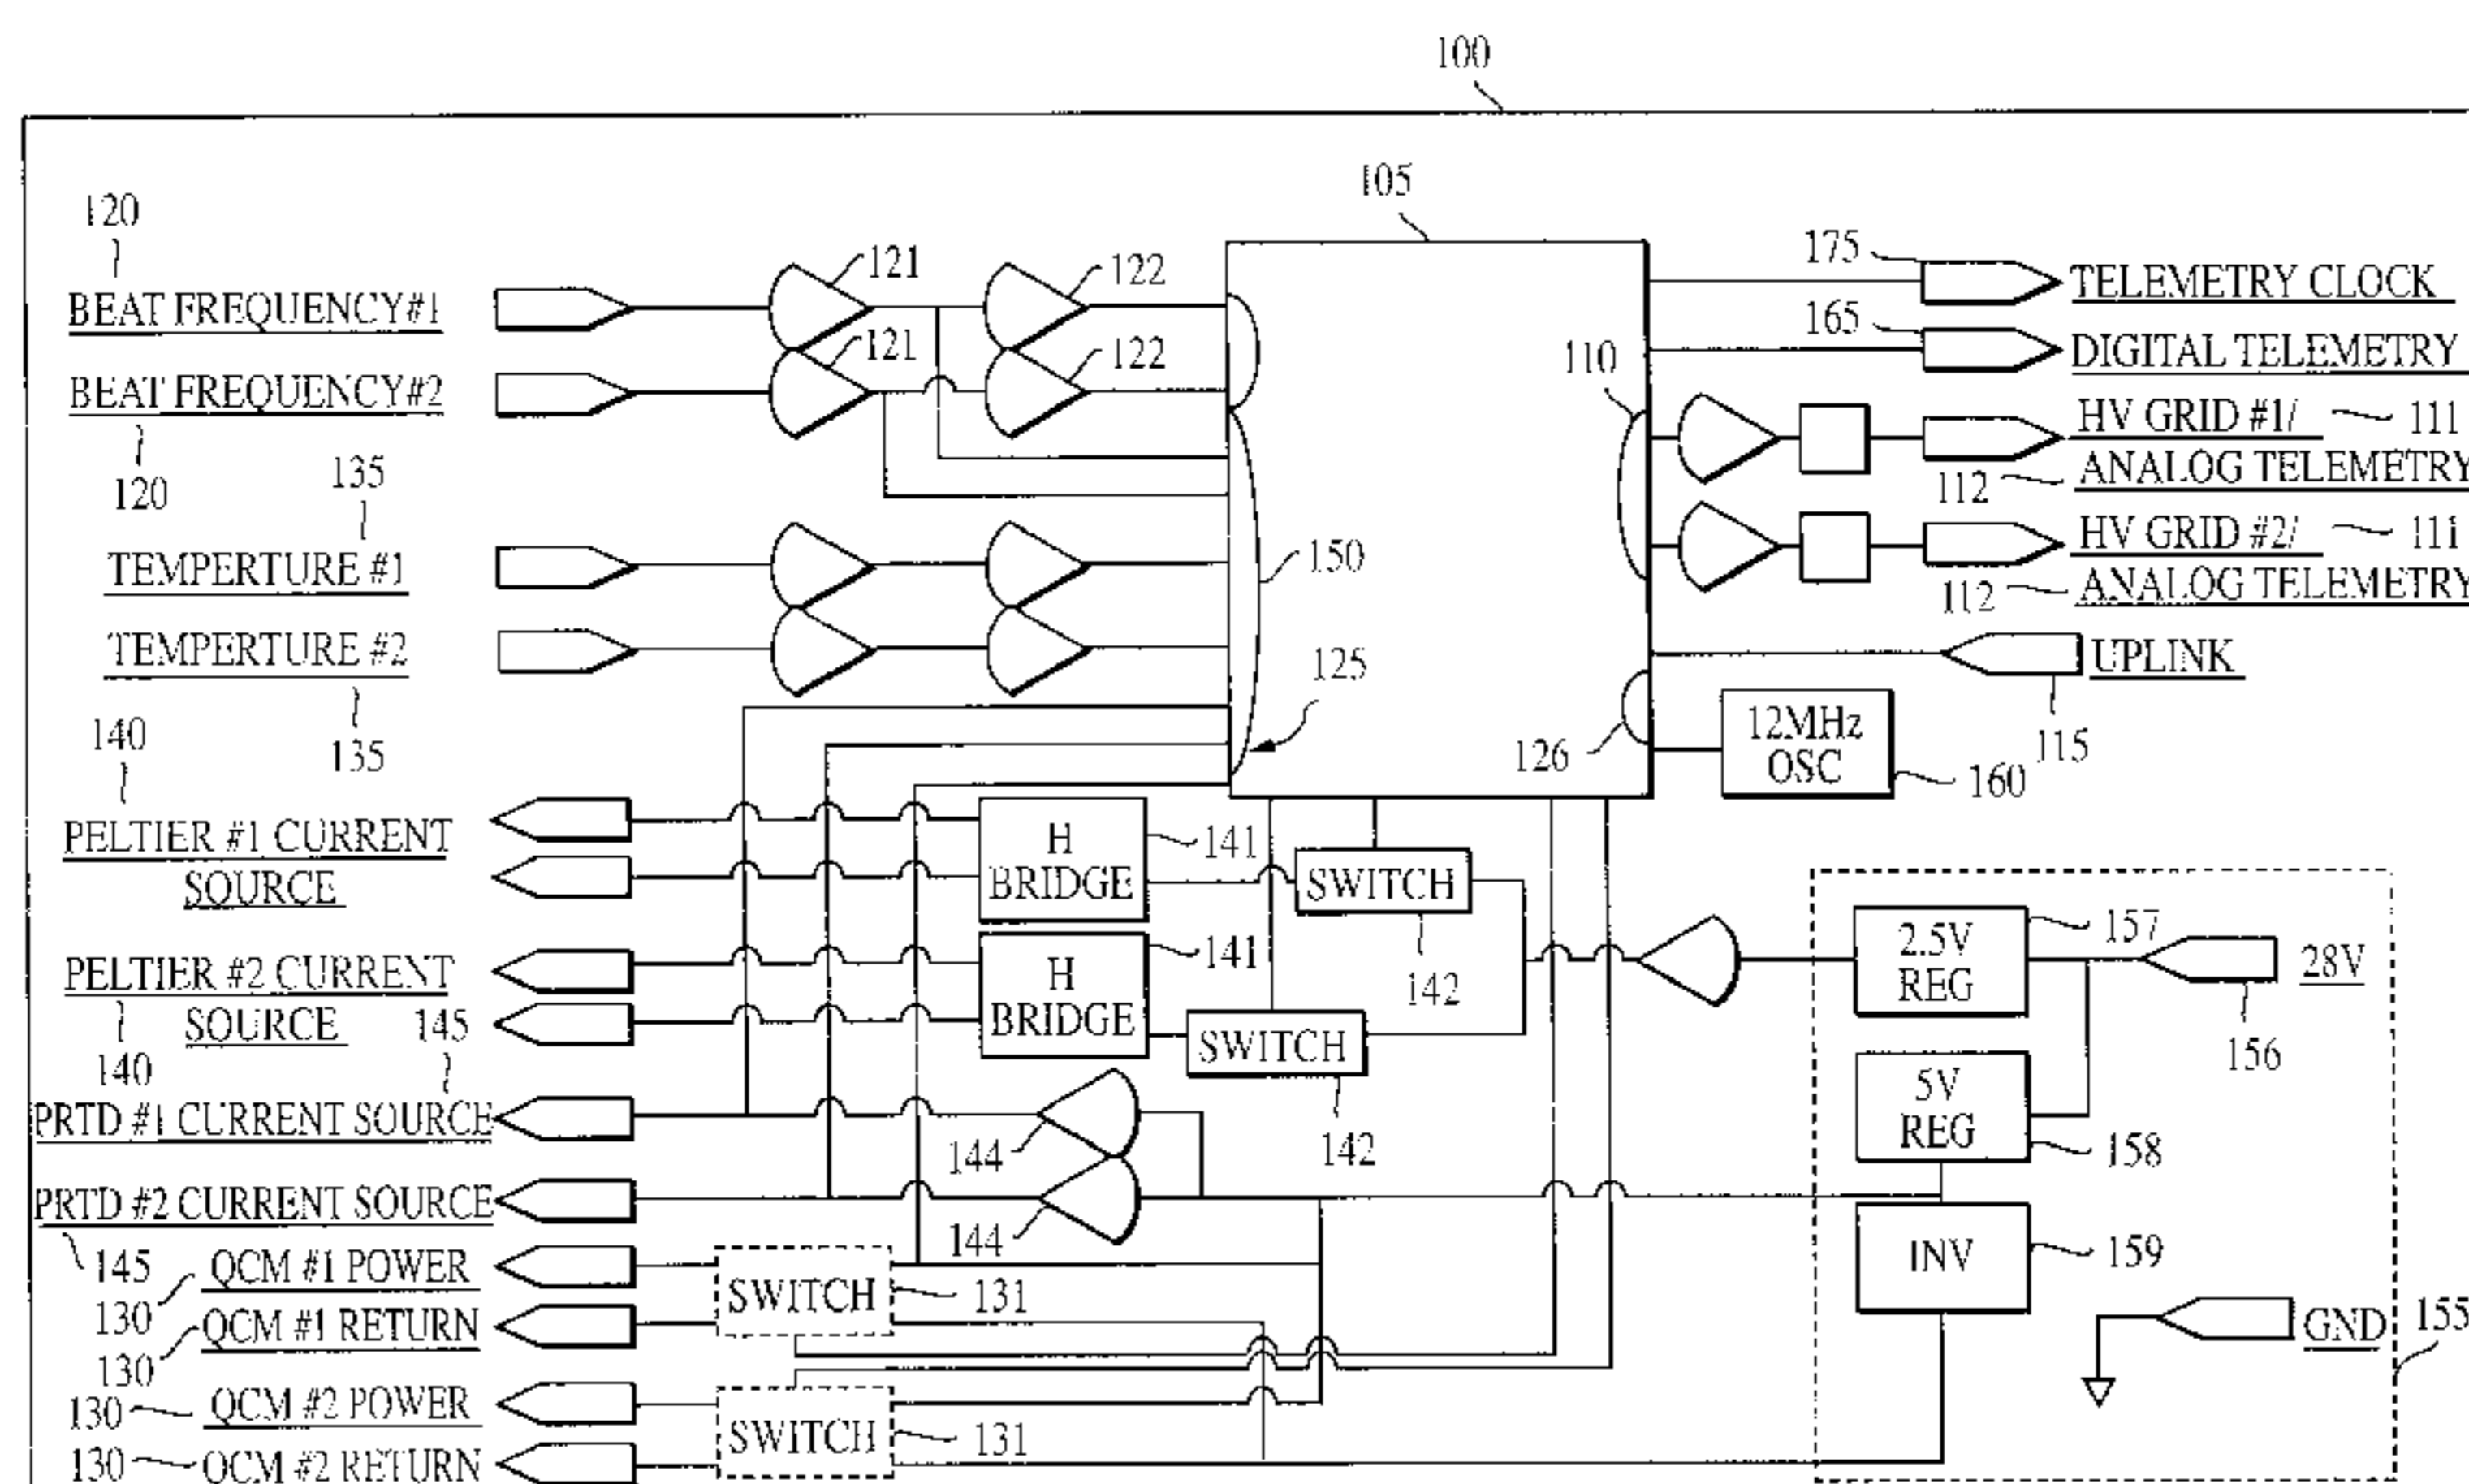 100
105
120
BEAT FREQUENCY#1
121
122
175
TELEMETRY CLOCK
165
DIGITAL TELEMETRY
BEAT FREQUENCY#2
121
122
110
HV GRID #1/
111
120
135
112
ANALOG TELEMETRY
HV GRID #2/
111
TEMPERTURE #1
150
112
ANALOG TELEMETRY
TEMPERTURE #2
125
UPLINK
135
126
12MHz
OSC
160
115
140
PELTIER #1 CURRENT
SOURCE
H
BRIDGE
141
SWITCH
142
PELTIER #2 CURRENT
SOURCE
140
H
BRIDGE
141
SWITCH
142
2.5V
REG
157
28V
156
145
PRTD #1 CURRENT SOURCE
144
5V
REG
158
PRTD #2 CURRENT SOURCE
145
144
INV
159
QCM #1 POWER
130
SWITCH
131
QCM #1 RETURN
130
GND
155
QCM #2 POWER
130
SWITCH
131
QCM #2 RETURN
130